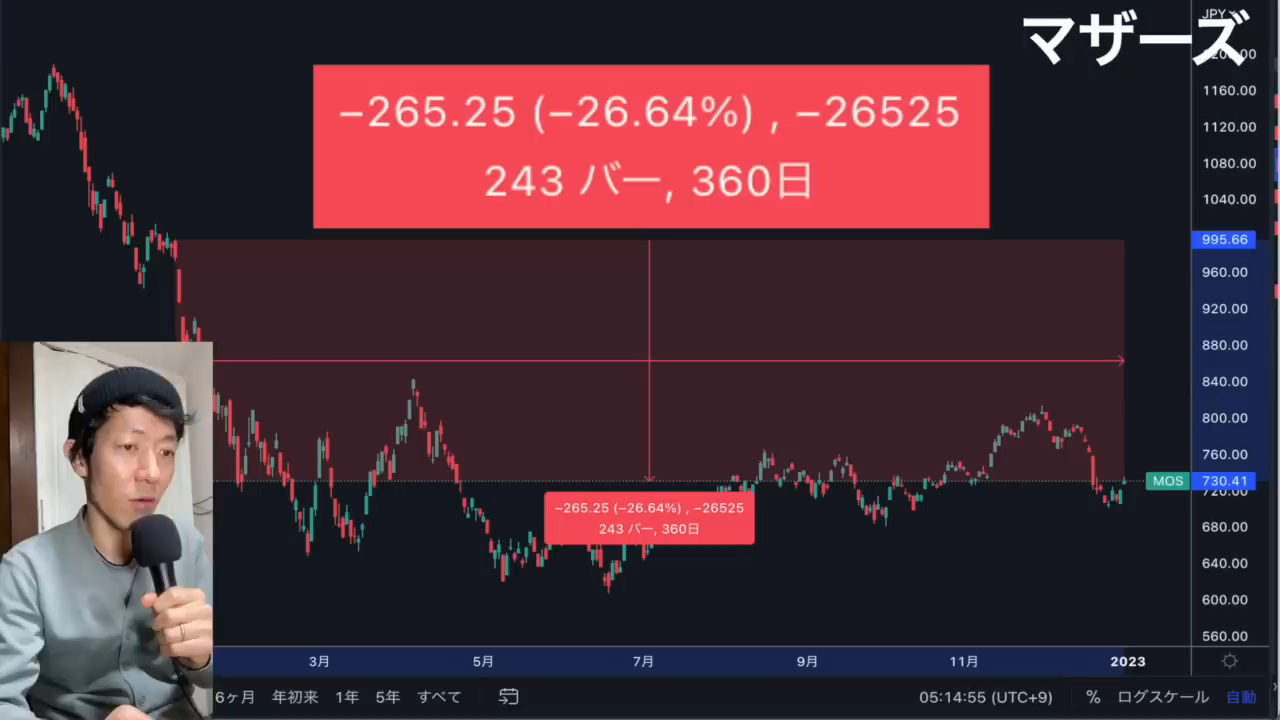 マザーズ
JPY
−265.25 (−26.64%) , −26525
243 バー, 360日
1160.00
1120.00
1080.00
1040.00
995.66
960.00
920.00
880.00
840.00
800.00
760.00
MOS 730.41
720.00
680.00
640.00
600.00
560.00
−265.25 (−26.64%) , −26525
243 バー, 360日
3月 5月 7月 9月 11月 2023
6ヶ月 年初来 1年 5年 すべて 05:14:55 (UTC+9) % ログスケール 自動